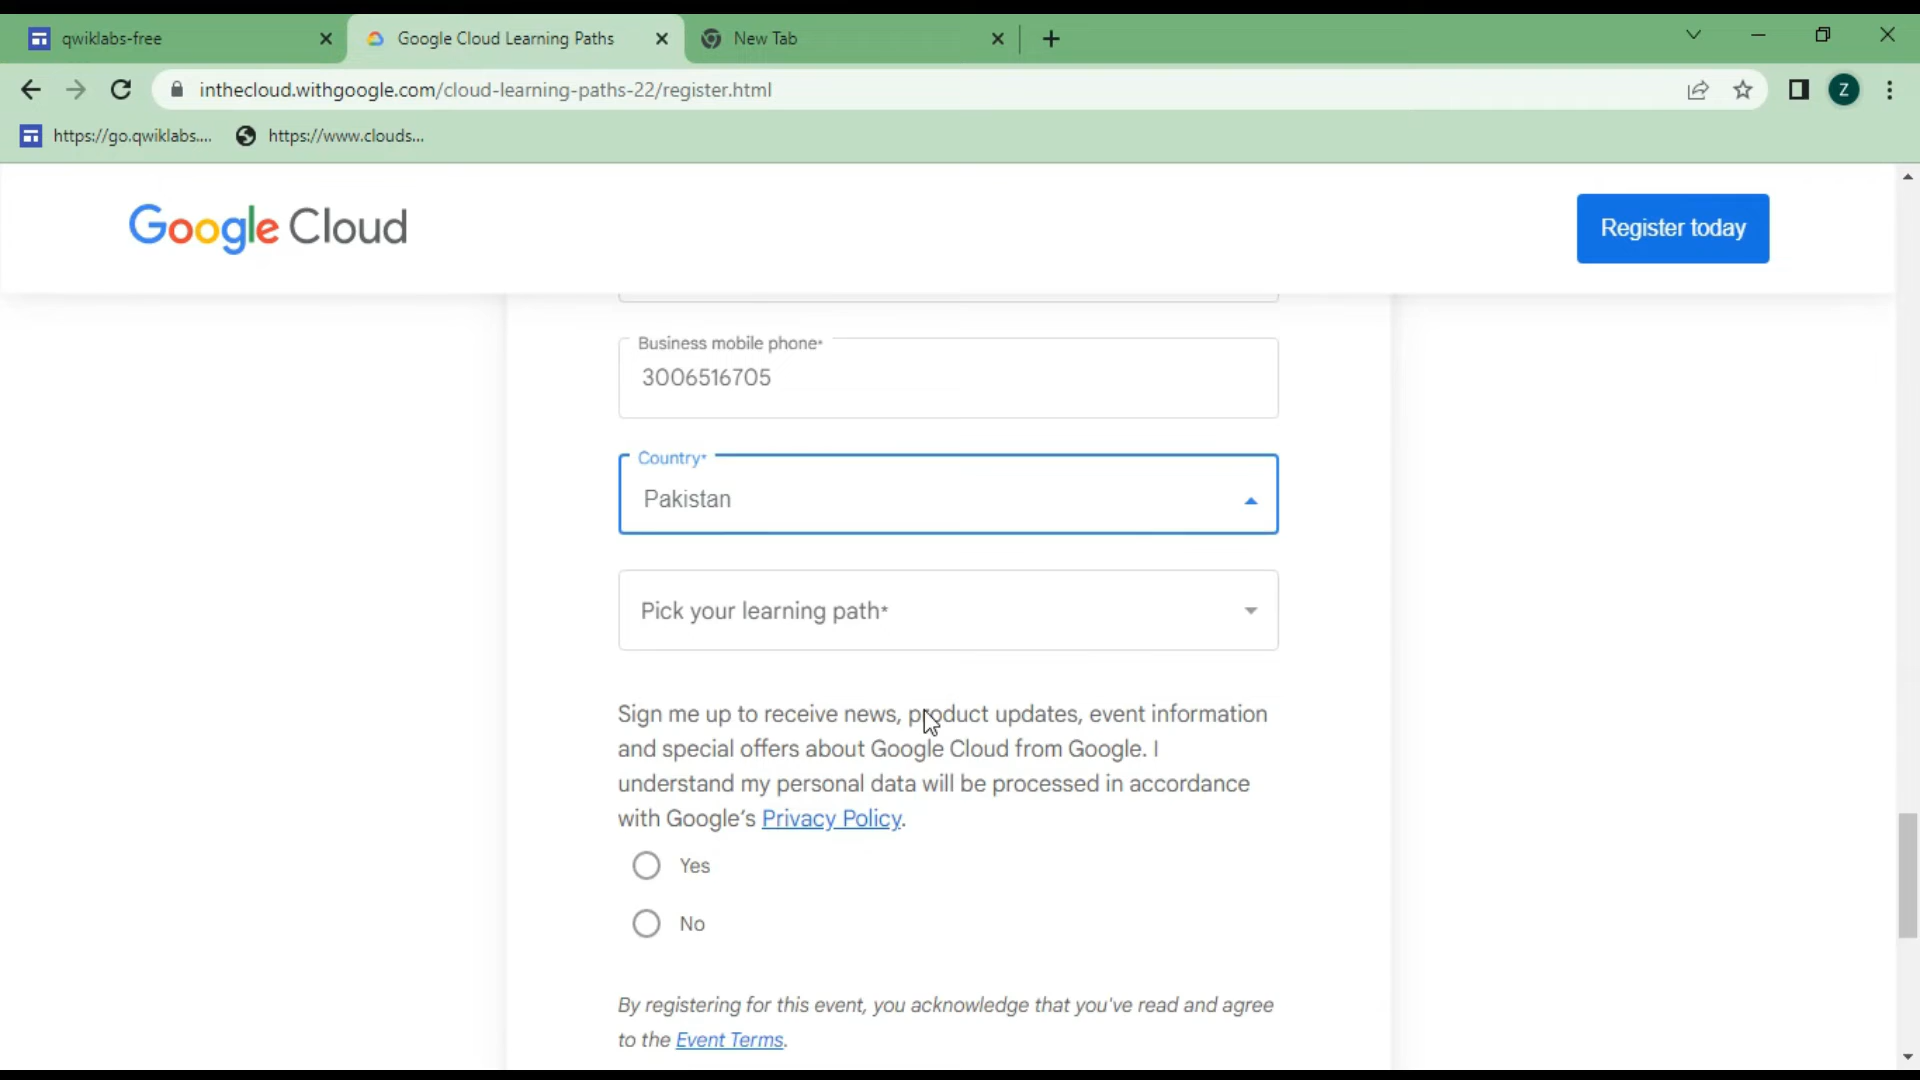 qwiklabs-free
Google Cloud Learning Paths
New Tab
inthecloud.withgoogle.com/cloud-learning-paths-22/register.html
Z
https://go.qwiklabs....
https://www.clouds...
Google Cloud
Register today
Business mobile phone*
3006516705
Country*
Pakistan
Pick your learning path*
Sign me up to receive news, product updates, event information
and special offers about Google Cloud from Google. I
understand my personal data will be processed in accordance
with Google's Privacy Policy.
Yes
No
By registering for this event, you acknowledge that you've read and agree
to the Event Terms.